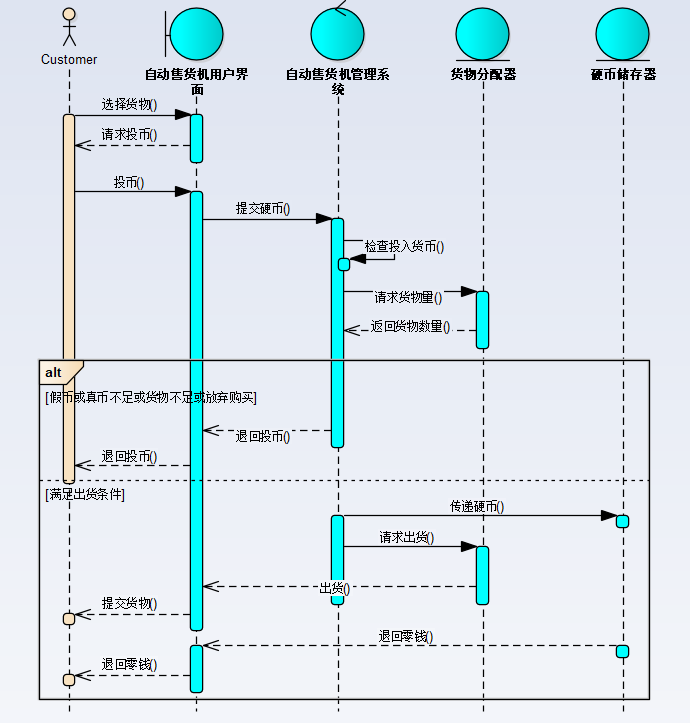 Customer
自动售货机用户界
面
自动售货机管理系
统
货物分配器
硬币储存器
选择货物()
请求投币()
投币()
提交硬币()
检查投入货币()
请求货物量()
返回货物数量()
alt
[假币或真币不足或货物不足或放弃购买]
退回投币()
退回投币()
[满足出货条件]
传递硬币()
请求出货()
出货()
提交货物()
退回零钱()
退回零钱()